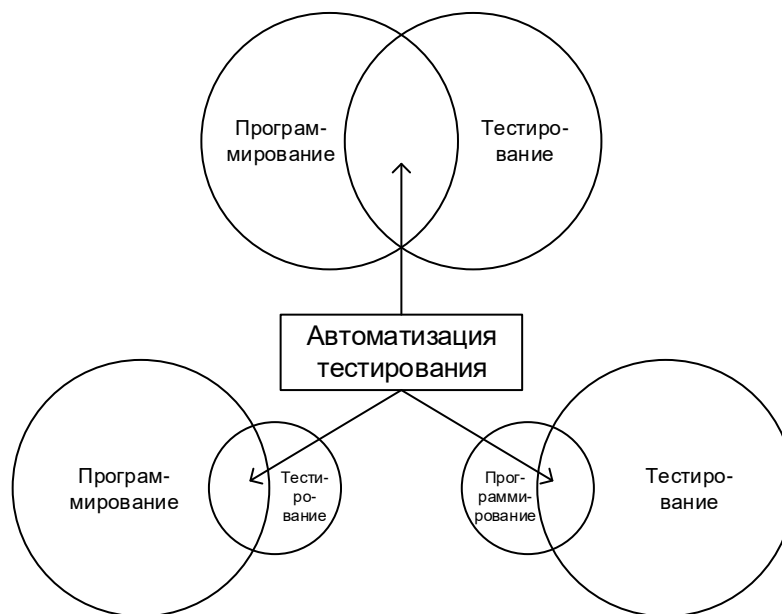 Програм-
мирование
Тестиро-
вание
Автоматизация
тестирования
Програм-
мирование
Тести-
ро-
вание
Прог-
рамми-
рование
Тестиро-
вание